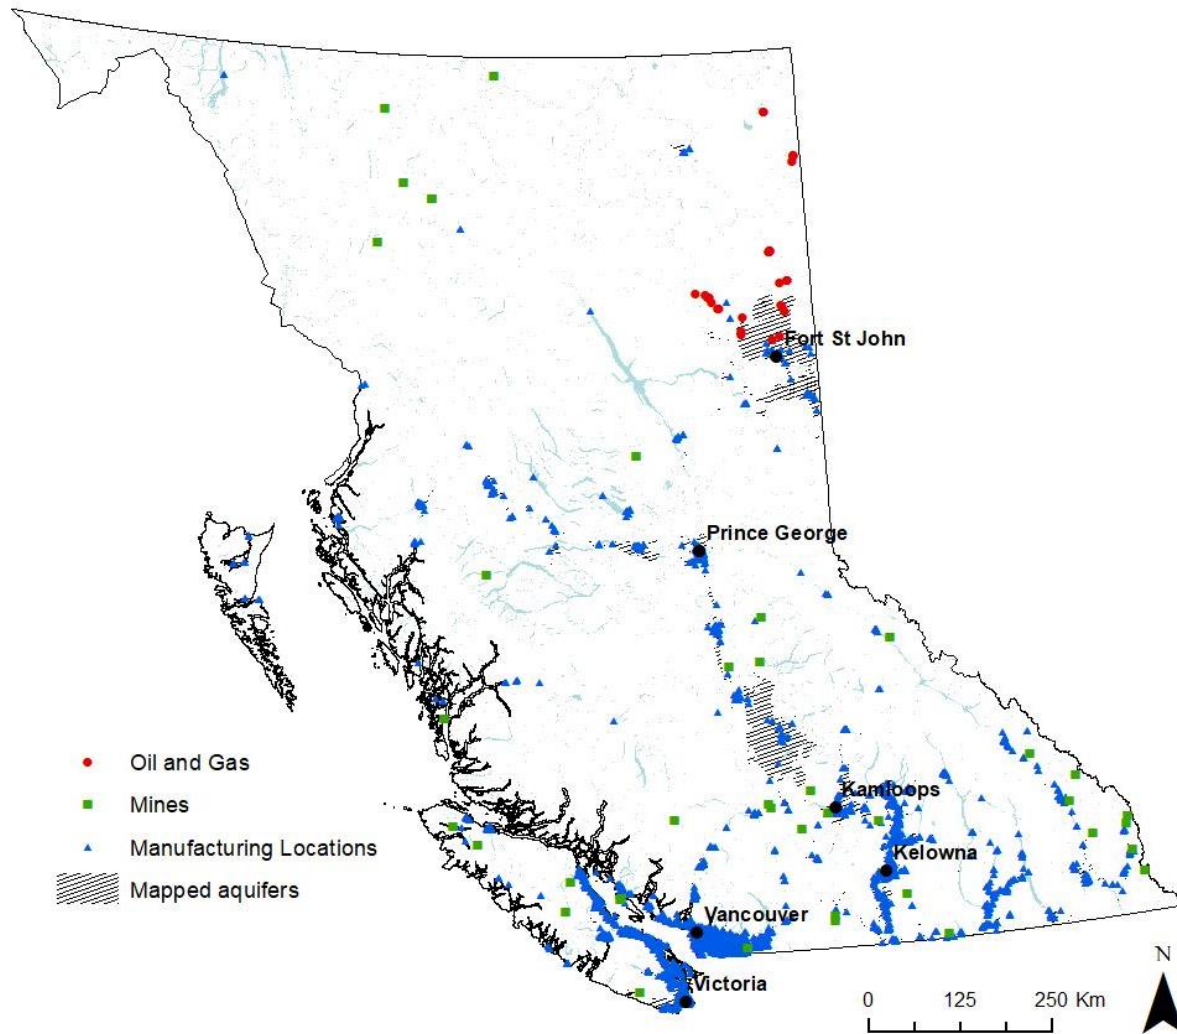 Fort St John
Prince George
Oil and Gas
Mines
Manufacturing Locations
Mapped aquifers
Kamloops
Kelowna
Vancouver
Victoria
N
0 125 250 Km